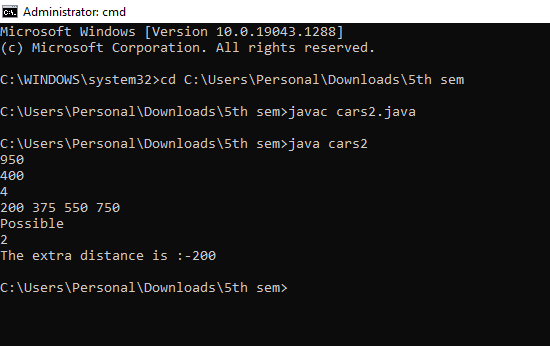 Administrator: cmd
Microsoft Windows [Version 10.0.19043.1288]
(c) Microsoft Corporation. All rights reserved.
C:\WINDOWS\system32>cd C:\Users\Personal\Downloads\5th sem
C:\Users\Personal\Downloads\5th sem>javac cars2.java
C:\Users\Personal\Downloads\5th sem>java cars2
950
400
4
200 375 550 750
Possible
2
The extra distance is :-200
C:\Users\Personal\Downloads\5th sem>